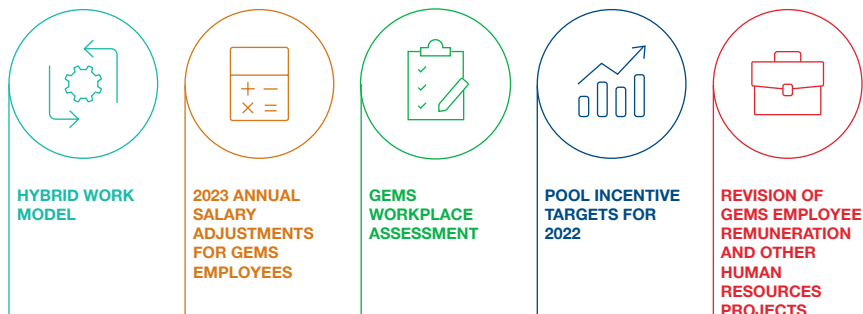 HYBRID WORK
MODEL
2023 ANNUAL
SALARY
ADJUSTMENTS
FOR GEMS
EMPLOYEES
GEMS
WORKPLACE
ASSESSMENT
POOL INCENTIVE
TARGETS FOR
2022
REVISION OF
GEMS EMPLOYEE
REMUNERATION
AND OTHER
HUMAN
RESOURCES
PROJECTS